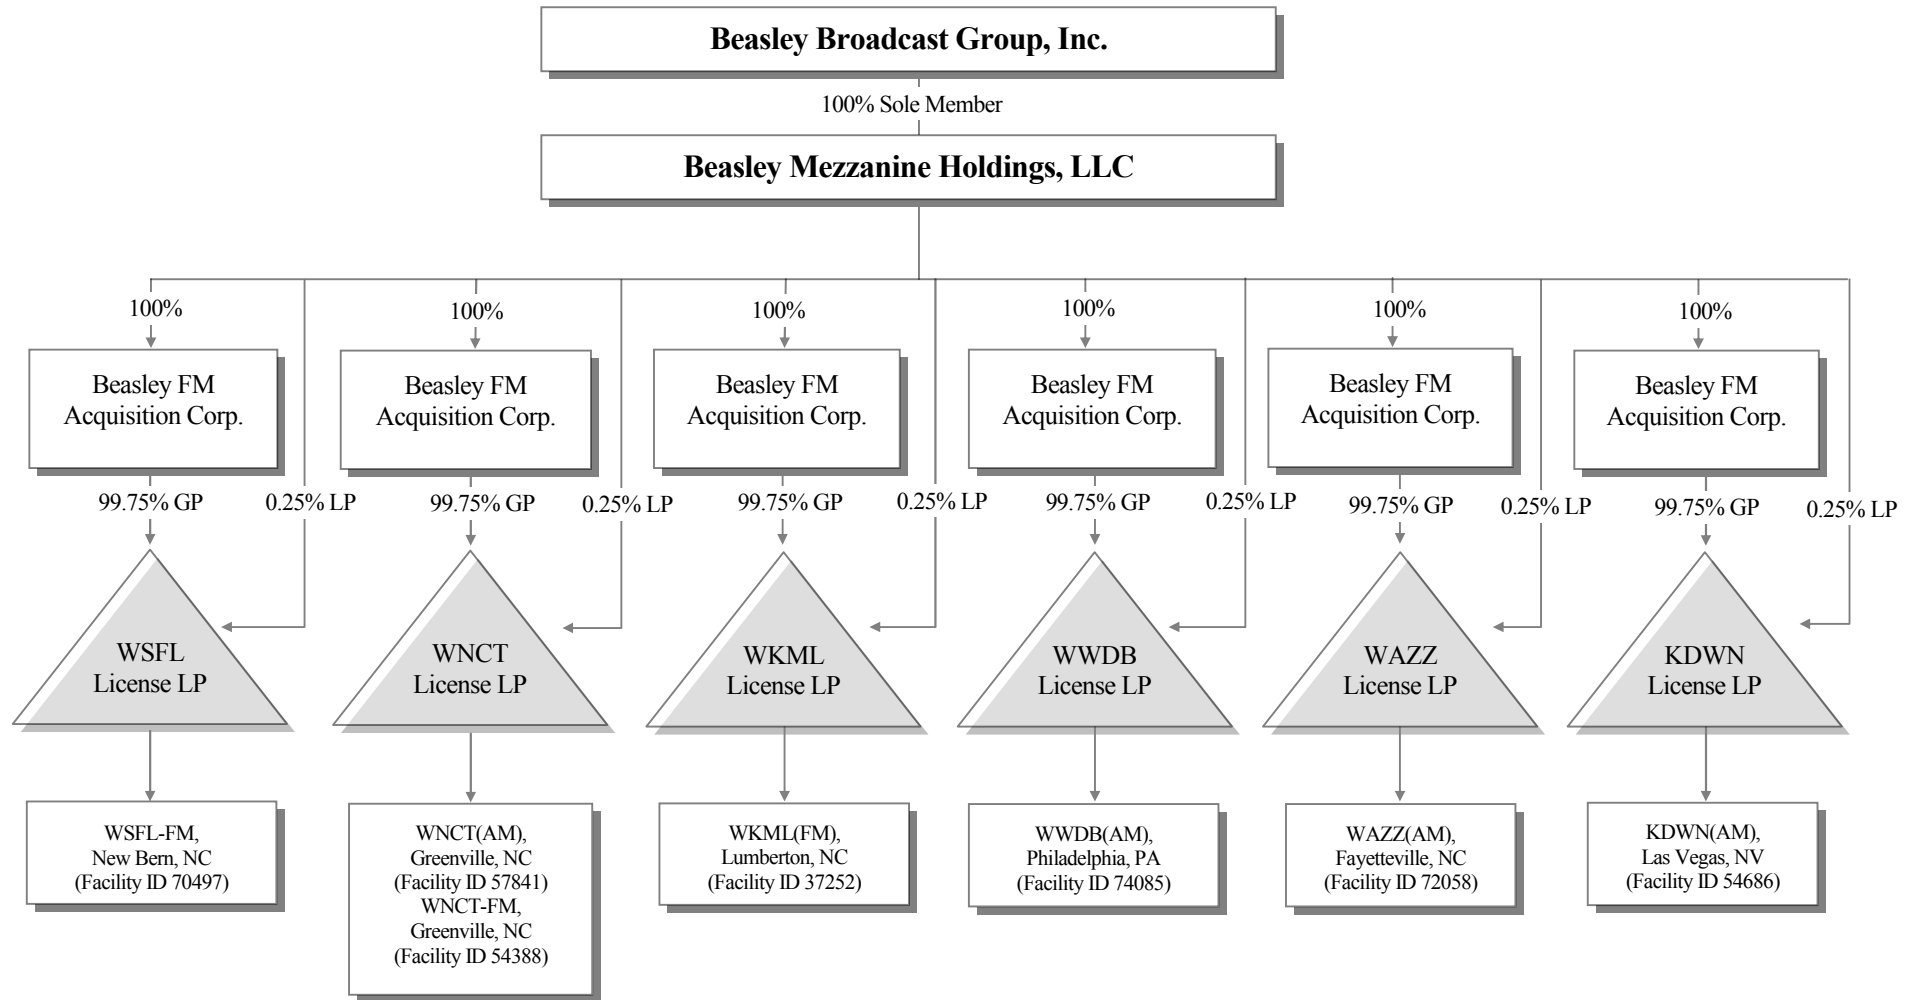 Beasley Broadcast Group, Inc.
100% Sole Member
Beasley Mezzanine Holdings, LLC
100%
100%
100%
100%
100%
100%
Beasley FM
Acquisition Corp.
Beasley FM
Acquisition Corp.
Beasley FM
Acquisition Corp.
Beasley FM
Acquisition Corp.
Beasley FM
Acquisition Corp.
Beasley FM
Acquisition Corp.
99.75% GP
0.25% LP
99.75% GP
0.25% LP
99.75% GP
0.25% LP
99.75% GP
0.25% LP
99.75% GP
0.25% LP
99.75% GP
0.25% LP
WSFL
License LP
WNCT
License LP
WKML
License LP
WWDB
License LP
WAZZ
License LP
KDWN
License LP
WSFL-FM,
New Bern, NC
(Facility ID 70497)
WNCT(AM),
Greenville, NC
(Facility ID 57841)
WNCT-FM,
Greenville, NC
(Facility ID 54388)
WKML(FM),
Lumberton, NC
(Facility ID 37252)
WWDB(AM),
Philadelphia, PA
(Facility ID 74085)
WAZZ(AM),
Fayetteville, NC
(Facility ID 72058)
KDWN(AM),
Las Vegas, NV
(Facility ID 54686)